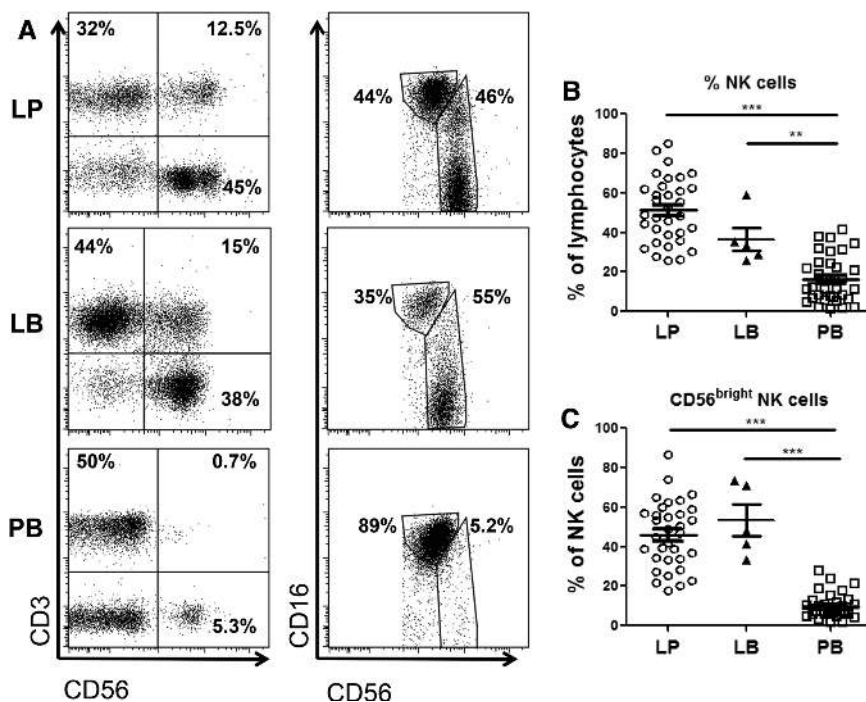 A
32% 12.5%
LP
45%
44% 46%
44% 15%
LB
38%
35% 55%
50% 0.7%
PB
5.3%
89% 5.2%
CD3
CD56
CD16
CD56
B
% NK cells
***
**
% of lymphocytes
100
80
60
40
20
0
LP LB PB
C
CD56bright NK cells
***
***
% of NK cells
100
80
60
40
20
0
LP LB PB